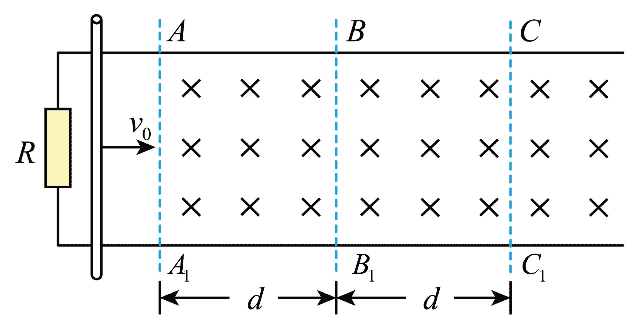 A B C
R v₀
A₁ B₁ C₁
d d